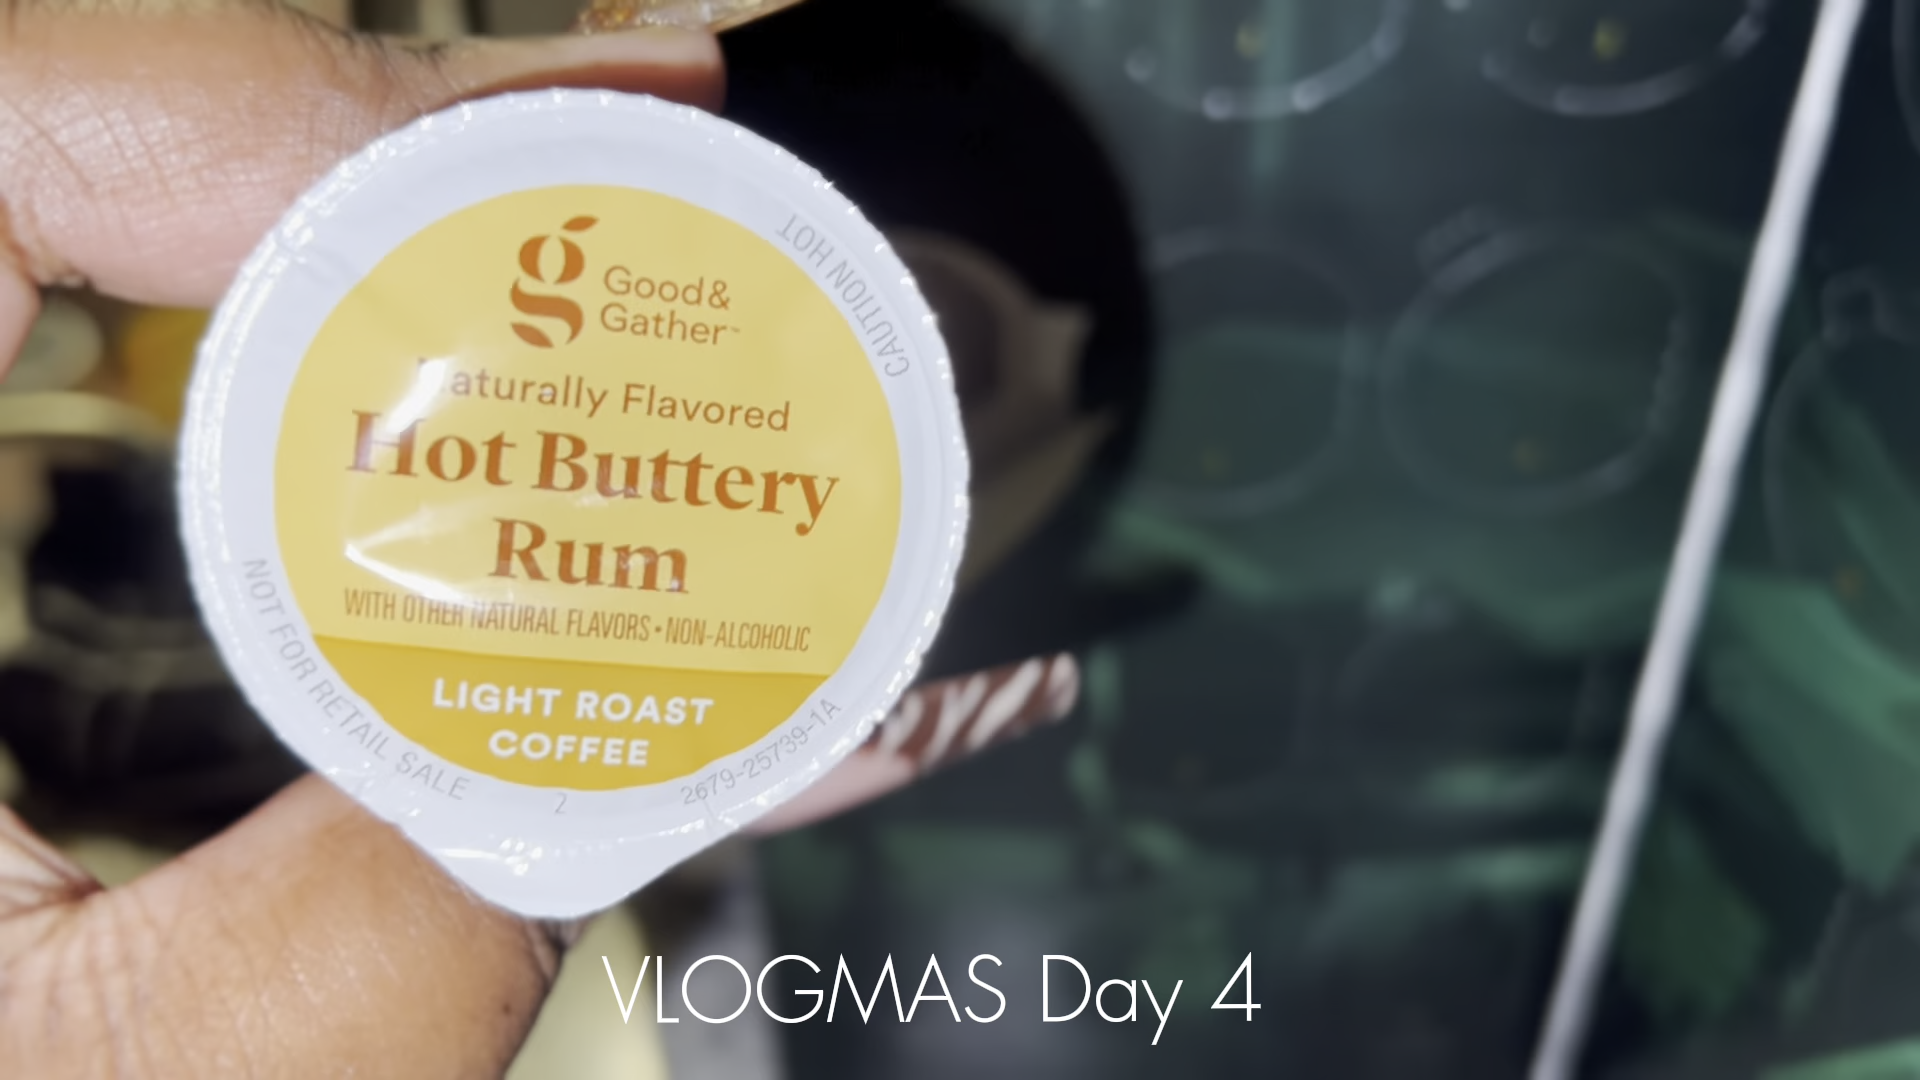 Good&
Gather™
Naturally Flavored
Hot Buttery
Rum
WITH OTHER NATURAL FLAVORS • NON-ALCOHOLIC
LIGHT ROAST
COFFEE
CAUTION HOT
NOT FOR RETAIL SALE
2
2679-25739-1A
VLOGMAS Day 4